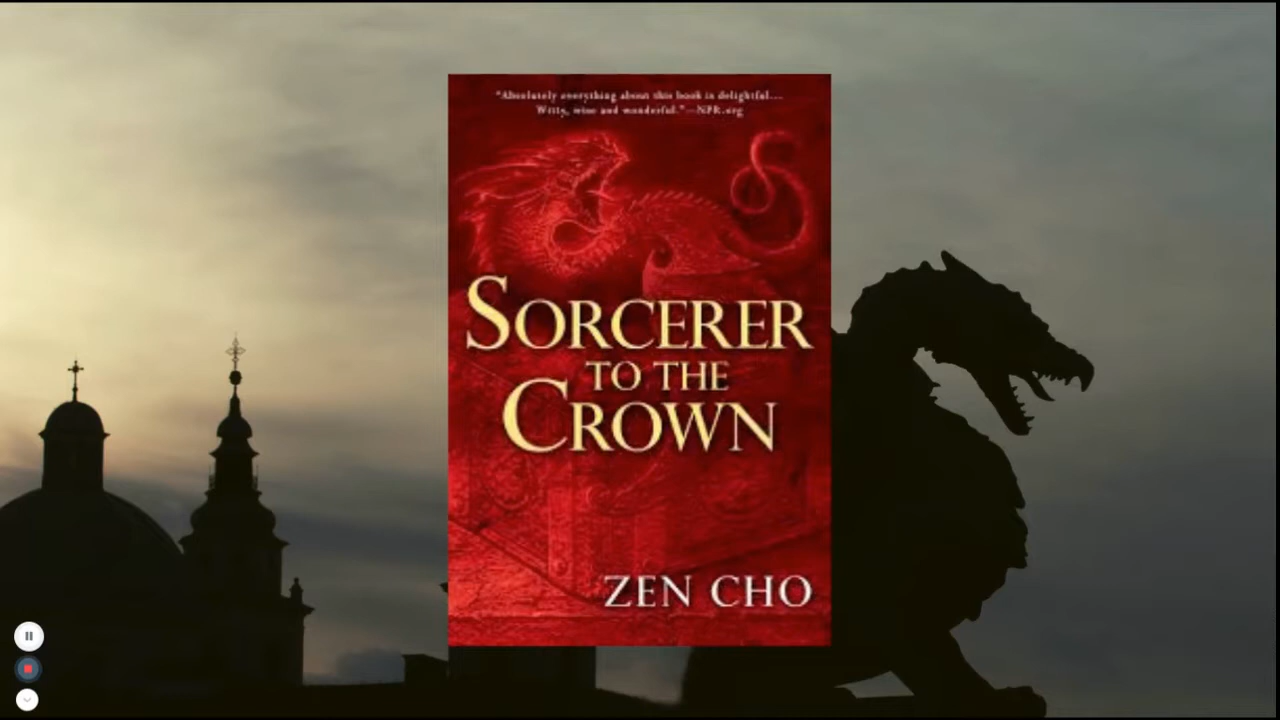 "Absolutely everything about this book is delightful....
Witty, wise and wonderful."—NPR.org
SORCERER
TO THE
CROWN
ZEN CHO